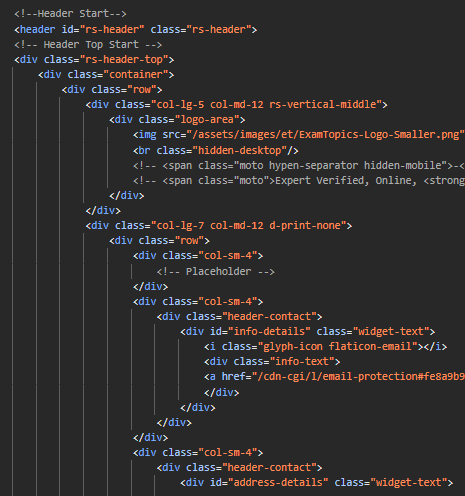 <!--Header Start-->
<header id="rs-header" class="rs-header">
<!-- Header Top Start -->
<div class="rs-header-top">
<div class="container">
<div class="row">
<div class="col-lg-5 col-md-12 rs-vertical-middle">
<div class="logo-area">
<img src="/assets/images/et/ExamTopics-Logo-Smaller.png"
<br class="hidden-desktop"/>
<!-- <span class="moto hypen-separator hidden-mobile">-<
<!-- <span class="moto">Expert Verified, Online, <strong
</div>
</div>
<div class="col-lg-7 col-md-12 d-print-none">
<div class="row">
<div class="col-sm-4">
<!-- Placeholder -->
</div>
<div class="col-sm-4">
<div class="header-contact">
<div id="info-details" class="widget-text">
<i class="glyph-icon flaticon-email"></i>
<div class="info-text">
<a href="/cdn-cgi/l/email-protection#fe8a9b9
</div>
</div>
</div>
</div>
<div class="col-sm-4">
<div class="header-contact">
<div id="address-details" class="widget-text">